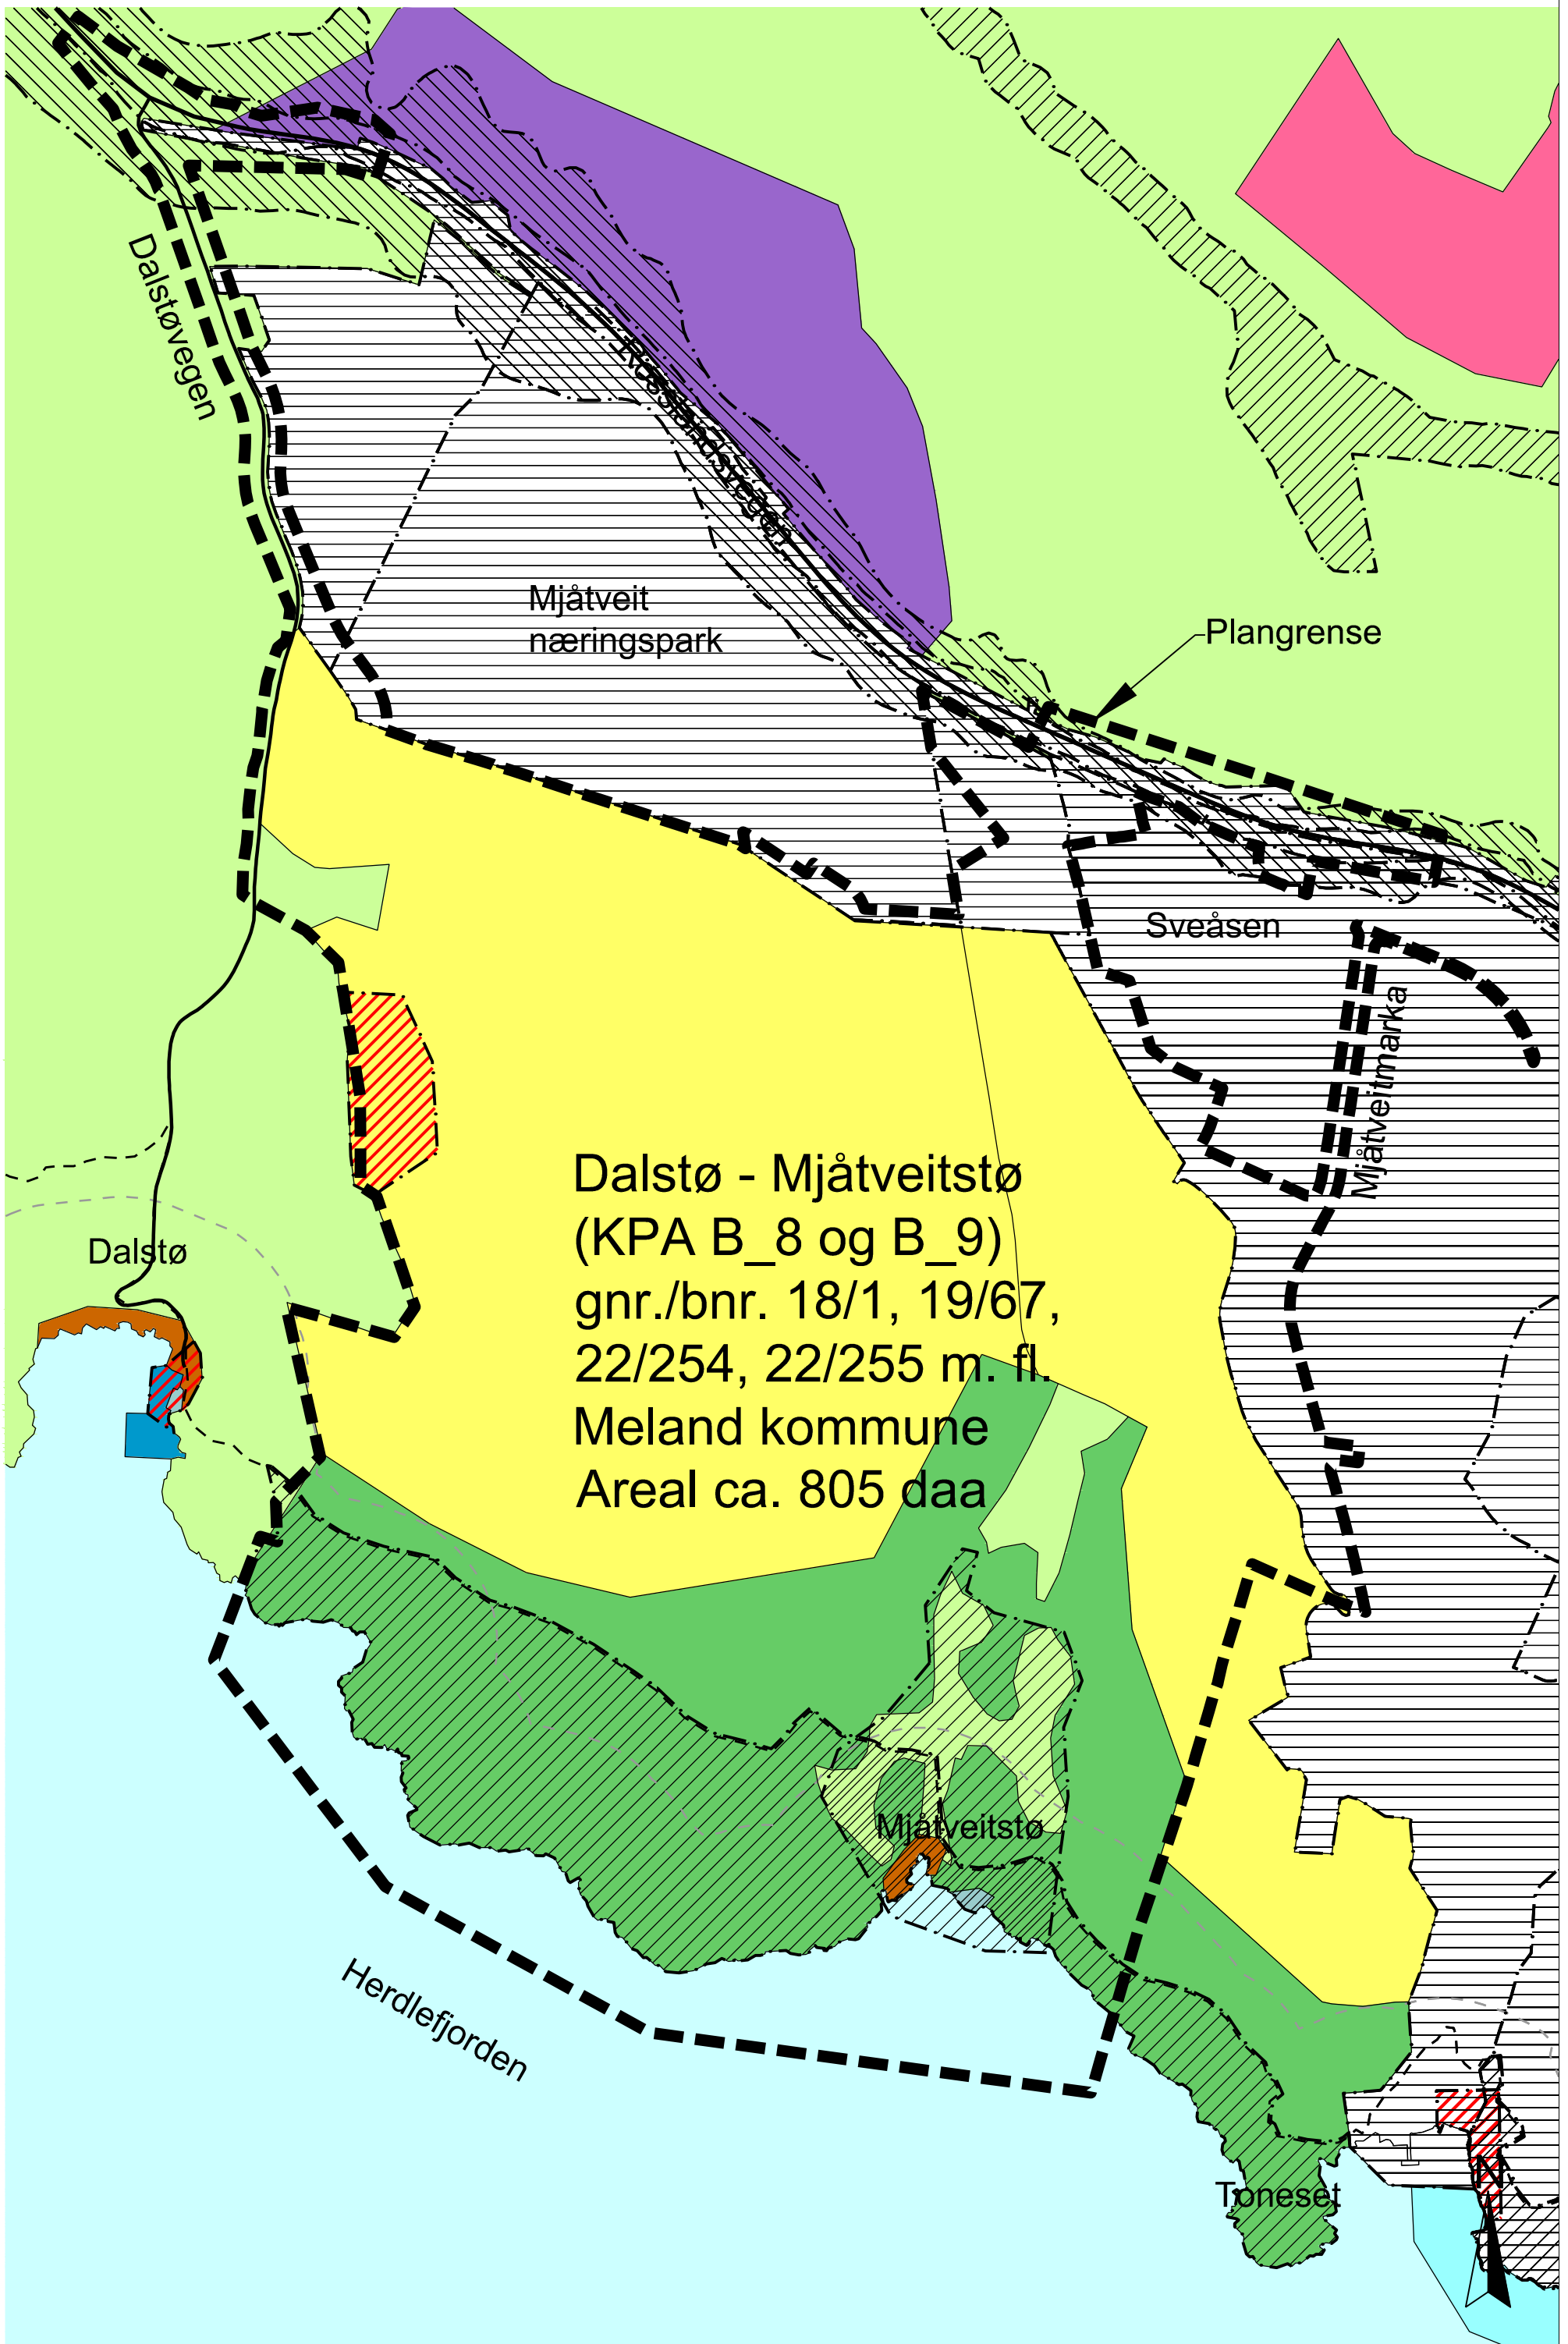 Dalstøvegen
Rosslandsvegen
Mjåtveit
næringspark
Plangrense
Sveåsen
Mjåtveitmarka
Dalstø - Mjåtveitstø
(KPA B_8 og B_9)
gnr./bnr. 18/1, 19/67,
22/254, 22/255 m. fl.
Meland kommune
Areal ca. 805 daa
Dalstø
Mjåtveitstø
Herdlefjorden
Toneset
N